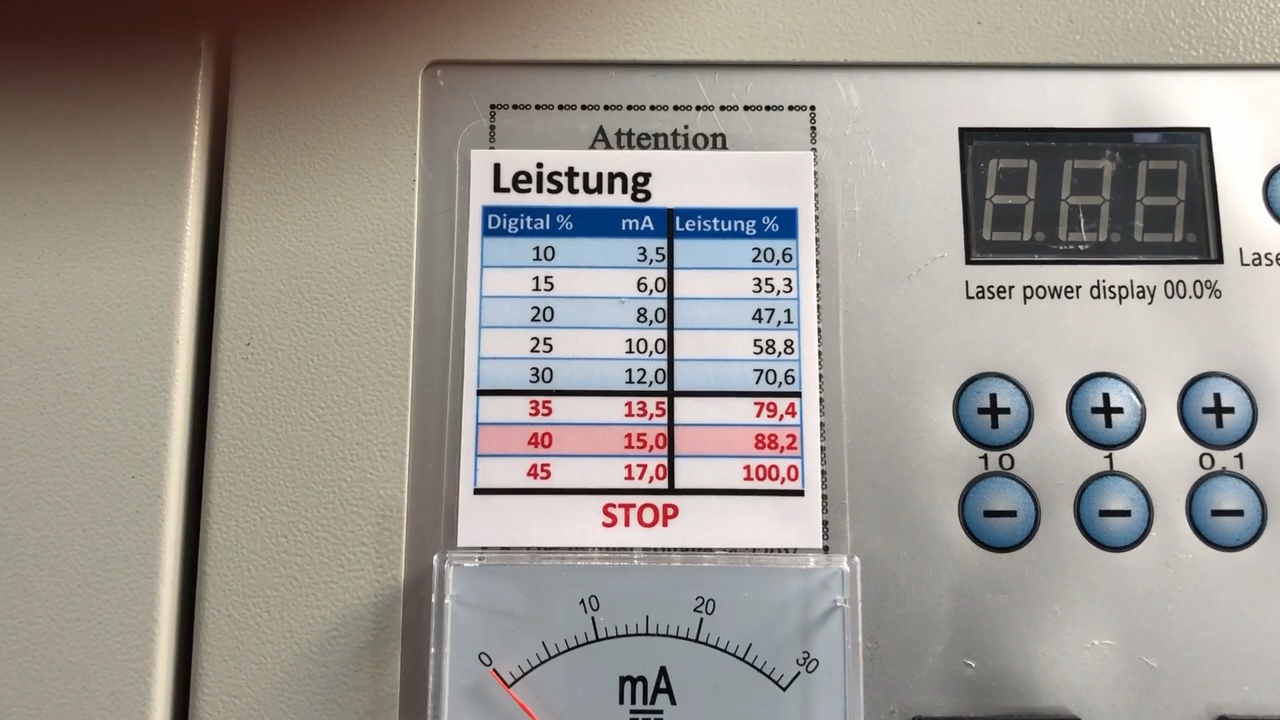 Attention
Leistung
Digital % mA Leistung %
10 3,5 20,6
15 6,0 35,3
20 8,0 47,1
25 10,0 58,8
30 12,0 70,6
35 13,5 79,4
40 15,0 88,2
45 17,0 100,0
STOP
Laser power display 00.0%
+ + +
10 1 0.1
- - -
0 10 20 30
mA